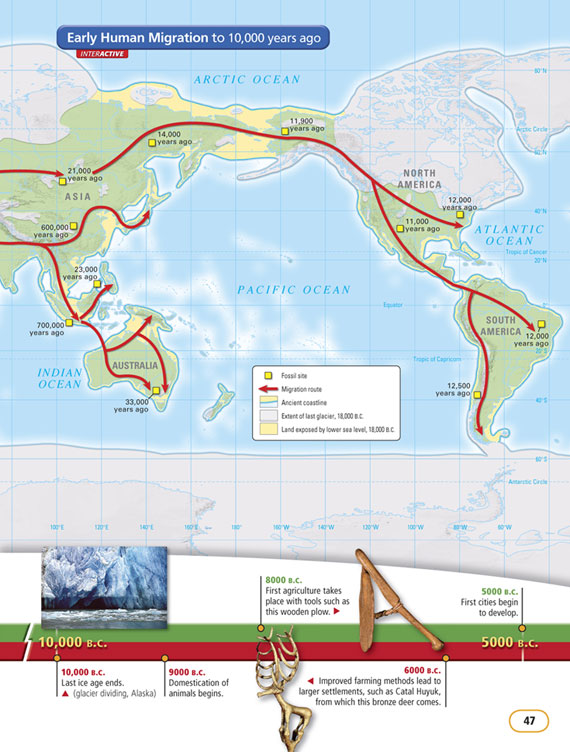 Early Human Migration to 10,000 years ago
INTERACTIVE
ARCTIC OCEAN
60°N
11,900
years ago
14,000
years ago
Arctic Circle
21,000
years ago
NORTH
AMERICA
ASIA
12,000
years ago
40°N
600,000
years ago
11,000
years ago
ATLANTIC
OCEAN
Tropic of Cancer
20°N
23,000
years ago
PACIFIC OCEAN
Equator
0°
700,000
years ago
SOUTH
AMERICA
12,000
years ago
20°S
Tropic of Capricorn
INDIAN
OCEAN
AUSTRALIA
12,500
years ago
33,000
years ago
40°S
Fossil site
Migration route
Ancient coastline
Extent of last glacier, 18,000 B.C.
Land exposed by lower sea level, 18,000 B.C.
60°S
Antarctic Circle
100°E
120°E
140°E
160°E
180°
160°W
140°W
120°W
100°W
80°W
8000 B.C.
First agriculture takes
place with tools such as
this wooden plow. ▶
5000 B.C.
First cities begin
to develop.
10,000 B.C.
5000 B.C.
10,000 B.C.
Last ice age ends.
▲ (glacier dividing, Alaska)
9000 B.C.
Domestication of
animals begins.
6000 B.C.
◀ Improved farming methods lead to
larger settlements, such as Catal Huyuk,
from which this bronze deer comes.
47